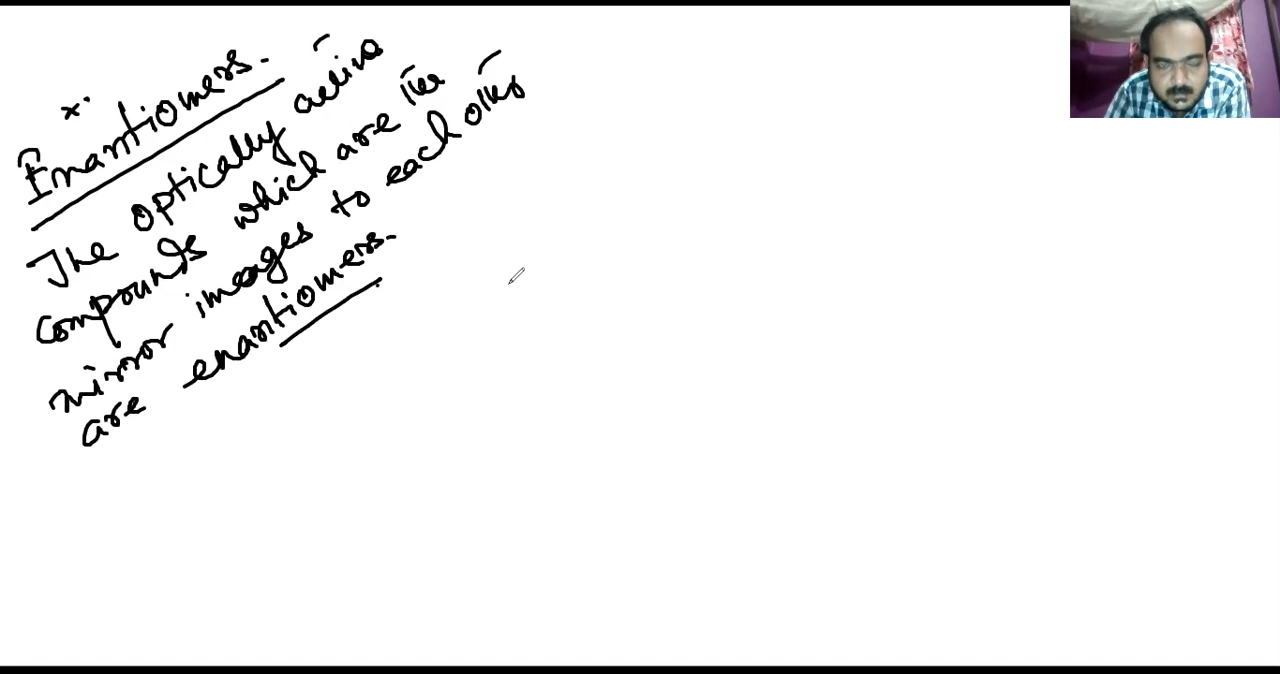 Enantiomers.
The optically active
compounds which are the
mirror images to each other
are enantiomers.